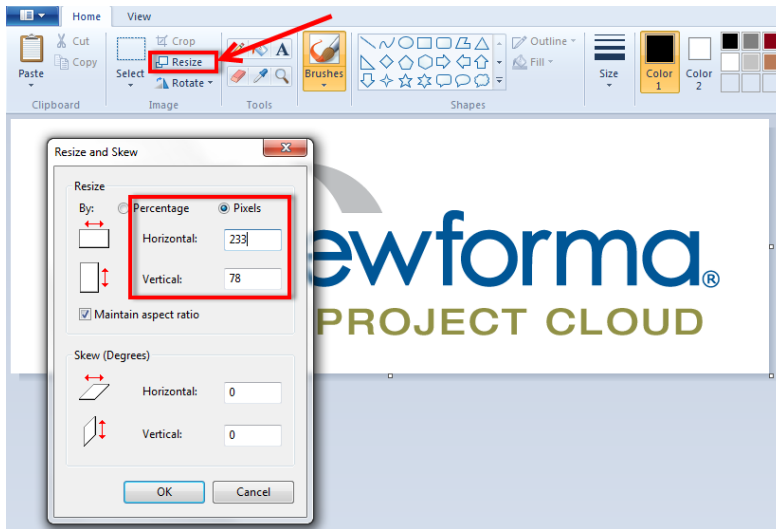 Home View
Cut
Copy
Paste
Clipboard
Select
Crop
Resize
Rotate
Image
A
Tools
Brushes
Outline
Fill
Shapes
Size
Color
1
Color
2
Resize and Skew
Resize
By: Percentage Pixels
Horizontal: 233
Vertical: 78
Maintain aspect ratio
Skew (Degrees)
Horizontal: 0
Vertical: 0
OK Cancel
ewforma®
PROJECT CLOUD